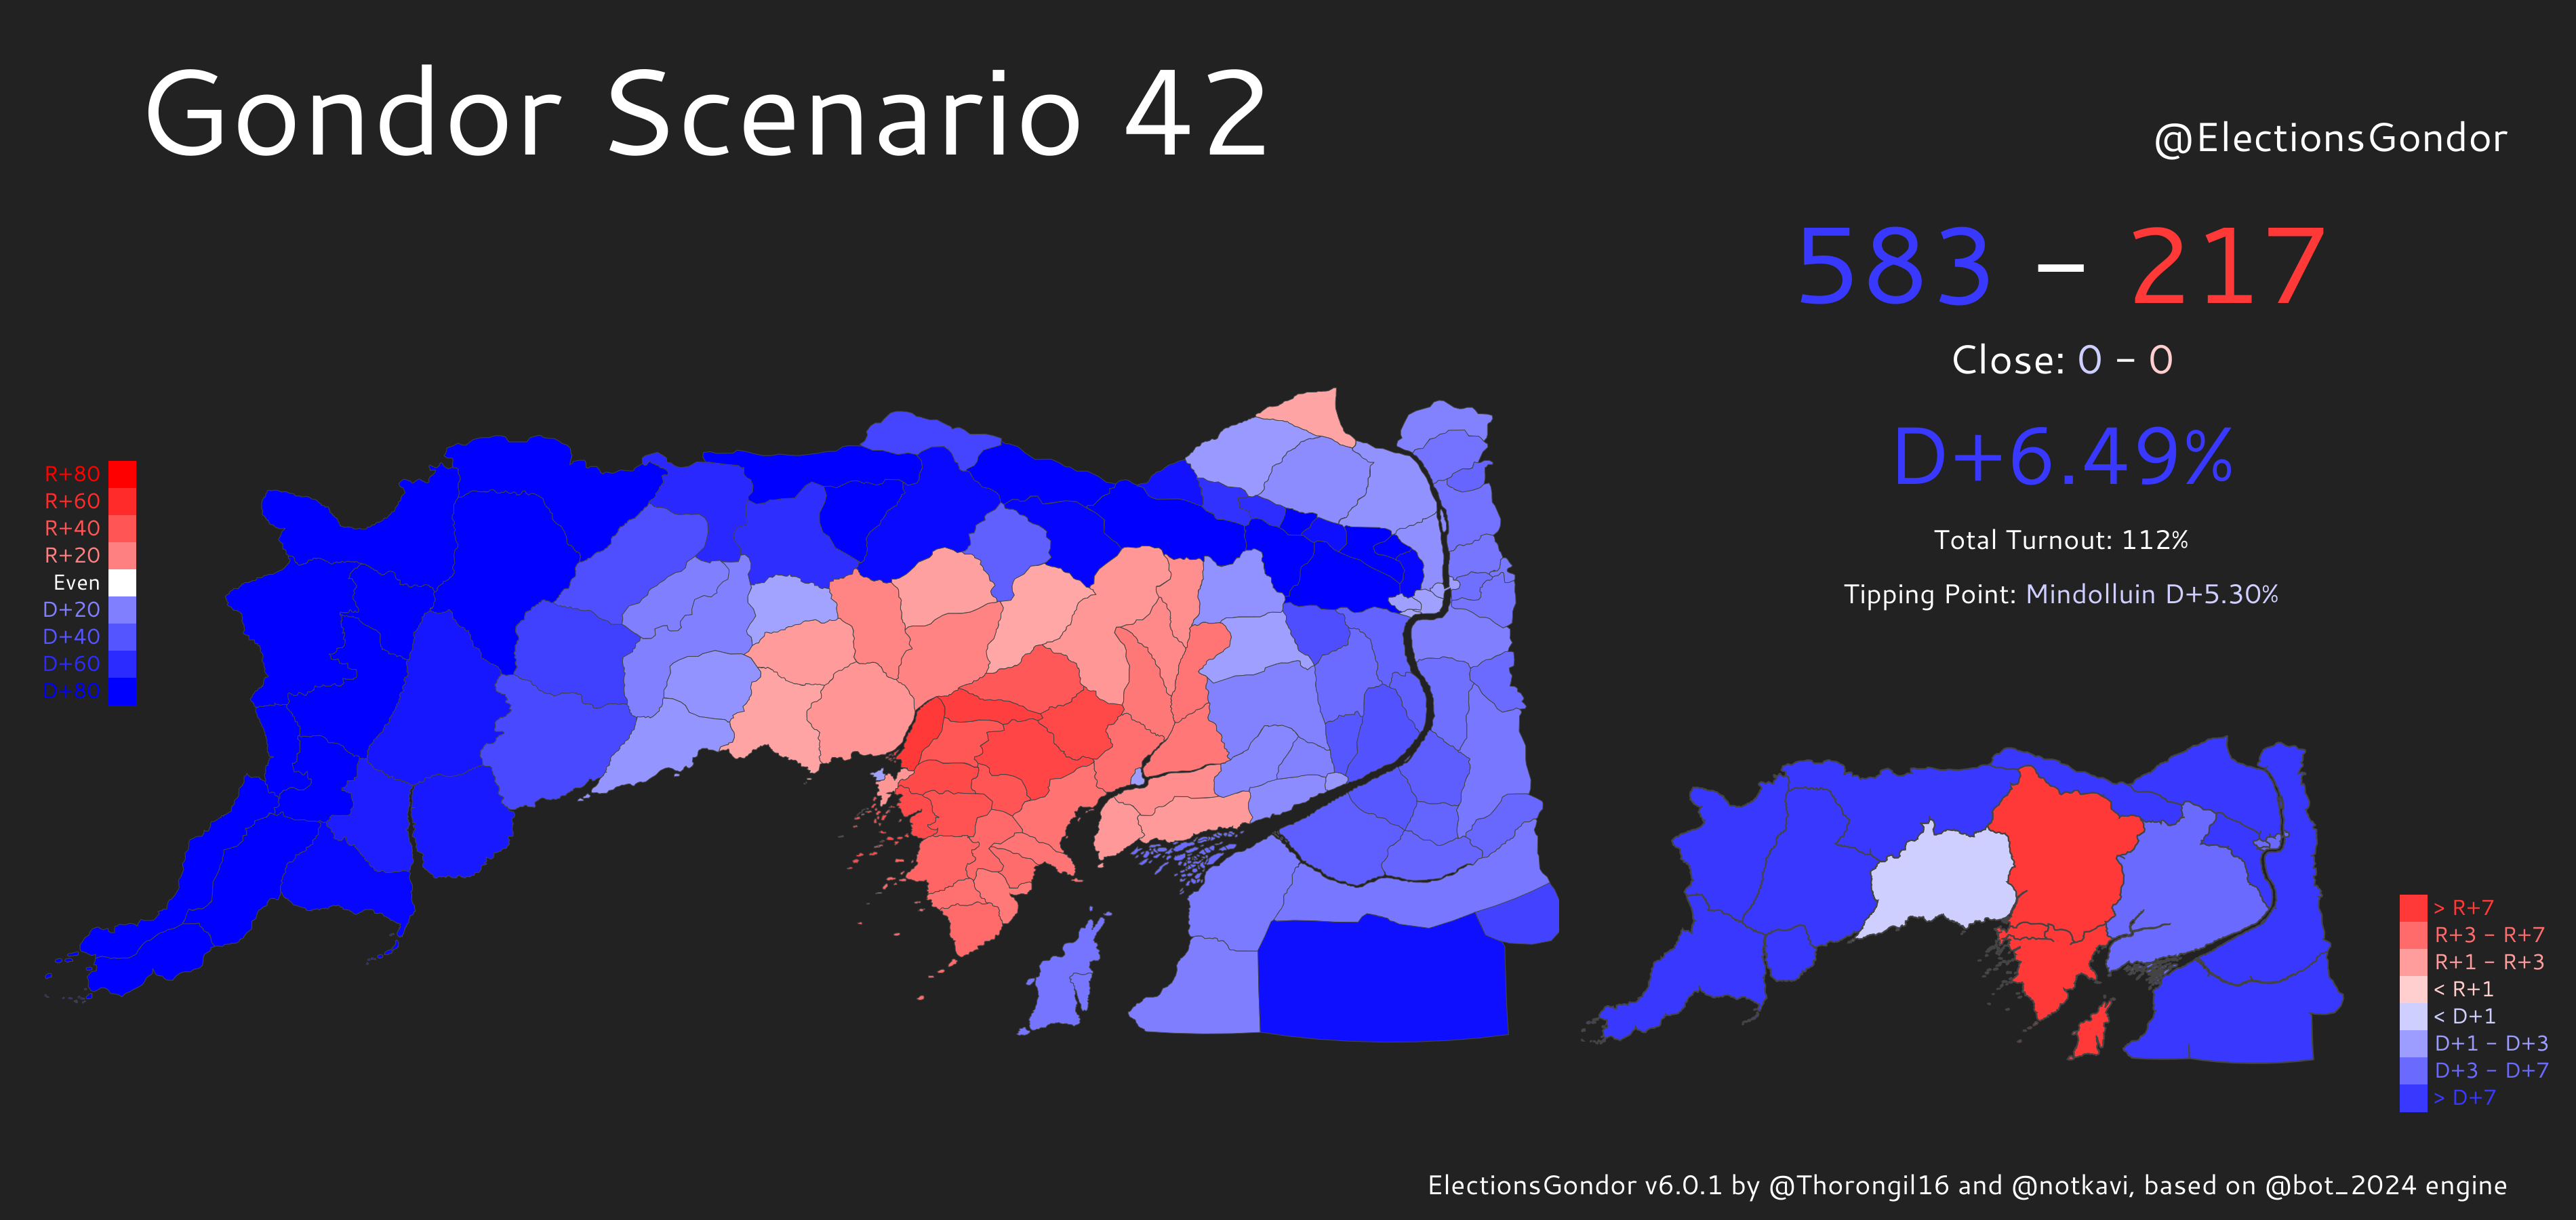 Gondor Scenario 42
@ElectionsGondor
583 – 217
Close: 0 – 0
D+6.49%
Total Turnout: 112%
Tipping Point: Mindolluin D+5.30%
R+80
R+60
R+40
R+20
Even
D+20
D+40
D+60
D+80
> R+7
R+3 – R+7
R+1 – R+3
< R+1
< D+1
D+1 – D+3
D+3 – D+7
> D+7
ElectionsGondor v6.0.1 by @Thorongil16 and @notkavi, based on @bot_2024 engine